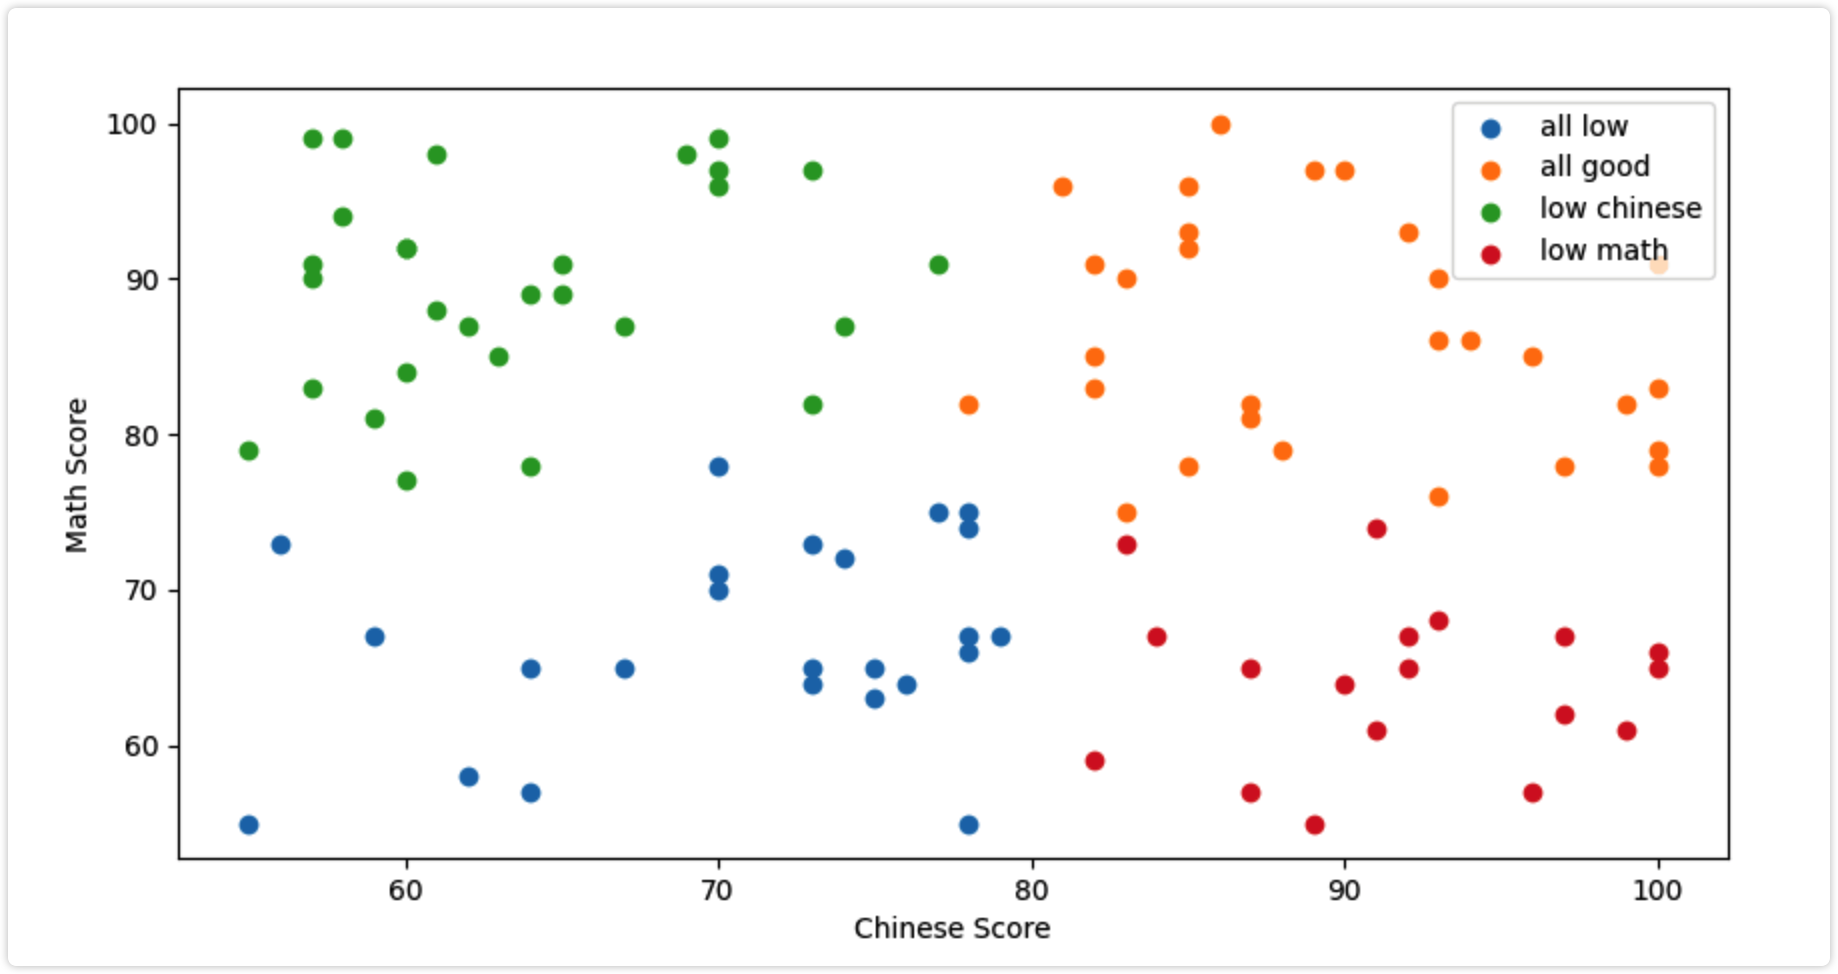 100
90
80
70
60
Math Score
all low
all good
low chinese
low math
60 70 80 90 100
Chinese Score